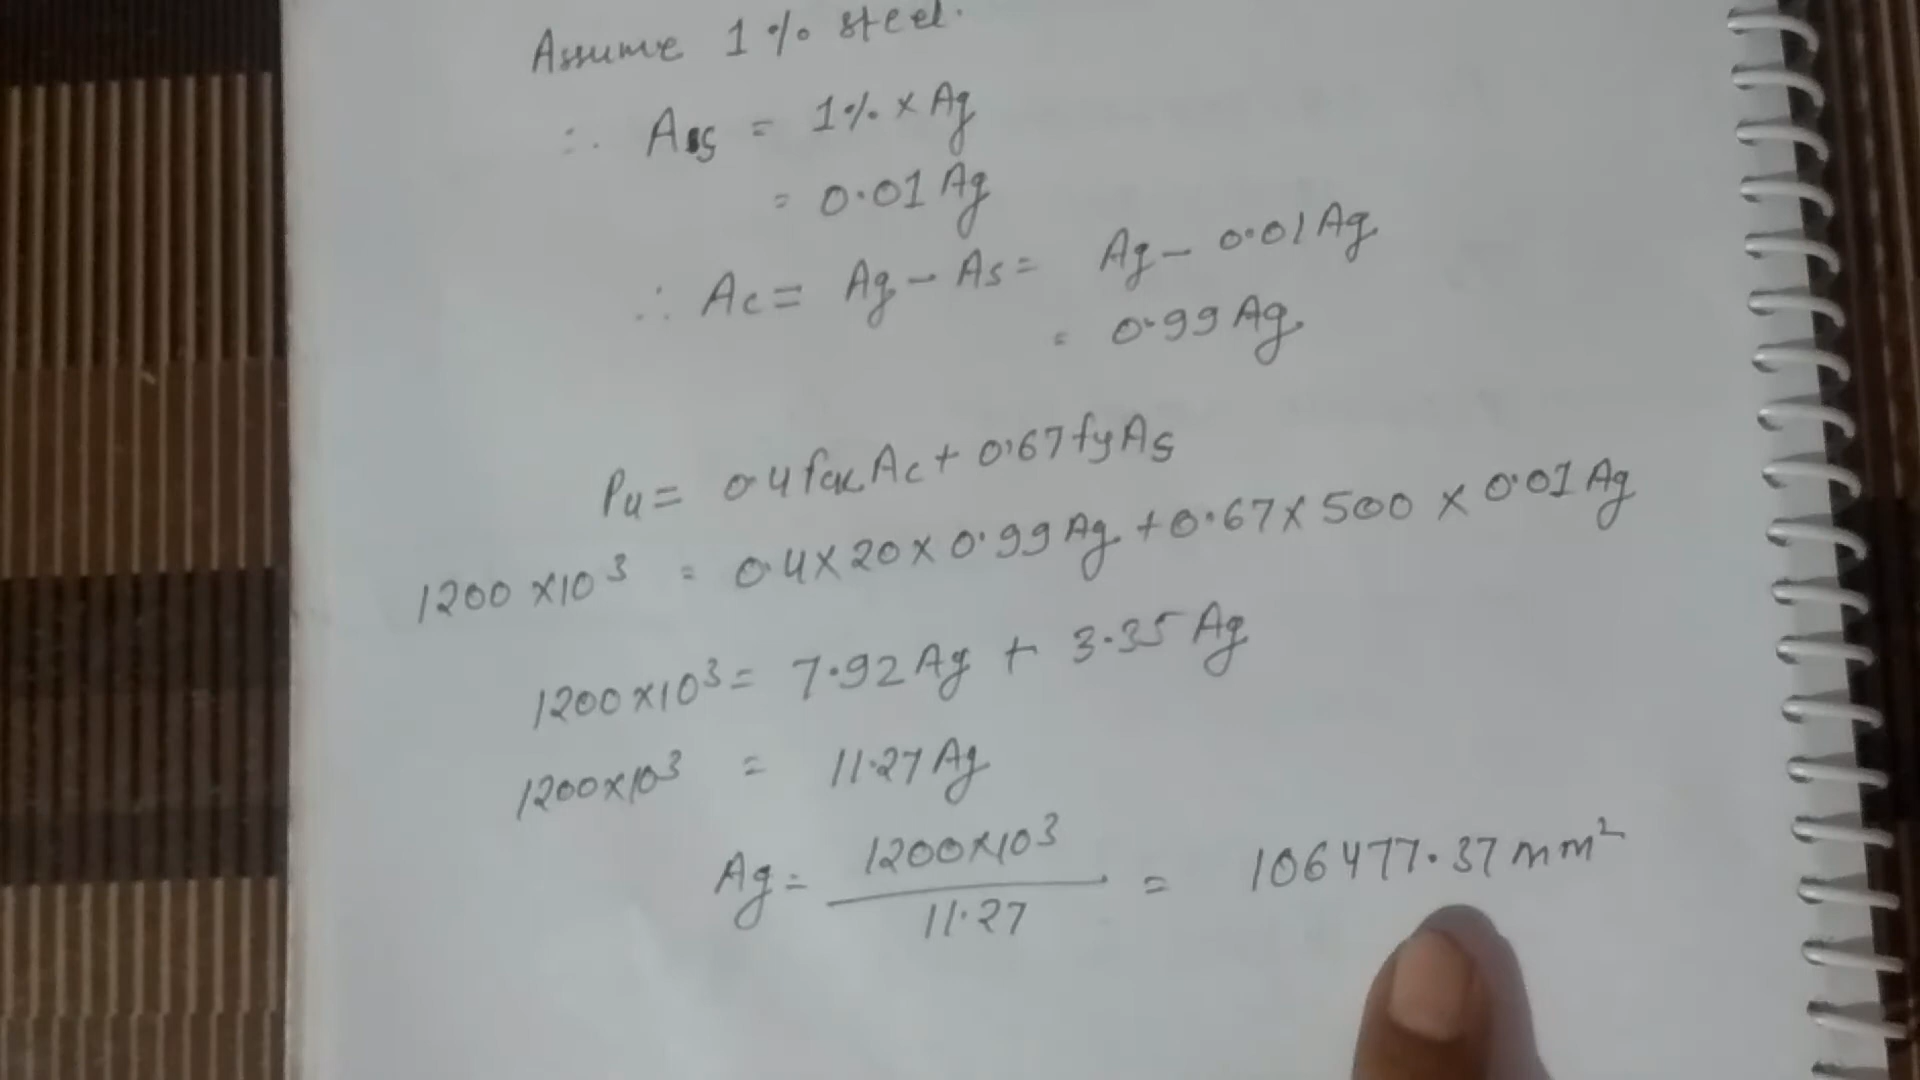 Assume 1% steel.
∴ Ass = 1% × Ag
= 0.01 Ag
∴ Ac = Ag - As = Ag - 0.01 Ag
= 0.99 Ag
Pu = 0.4 fck Ac + 0.67 fy As
1200 × 10³ = 0.4 × 20 × 0.99 Ag + 0.67 × 500 × 0.01 Ag
1200 × 10³ = 7.92 Ag + 3.35 Ag
1200 × 10³ = 11.27 Ag
Ag = 1200 × 10³ / 11.27 = 106477.37 mm²